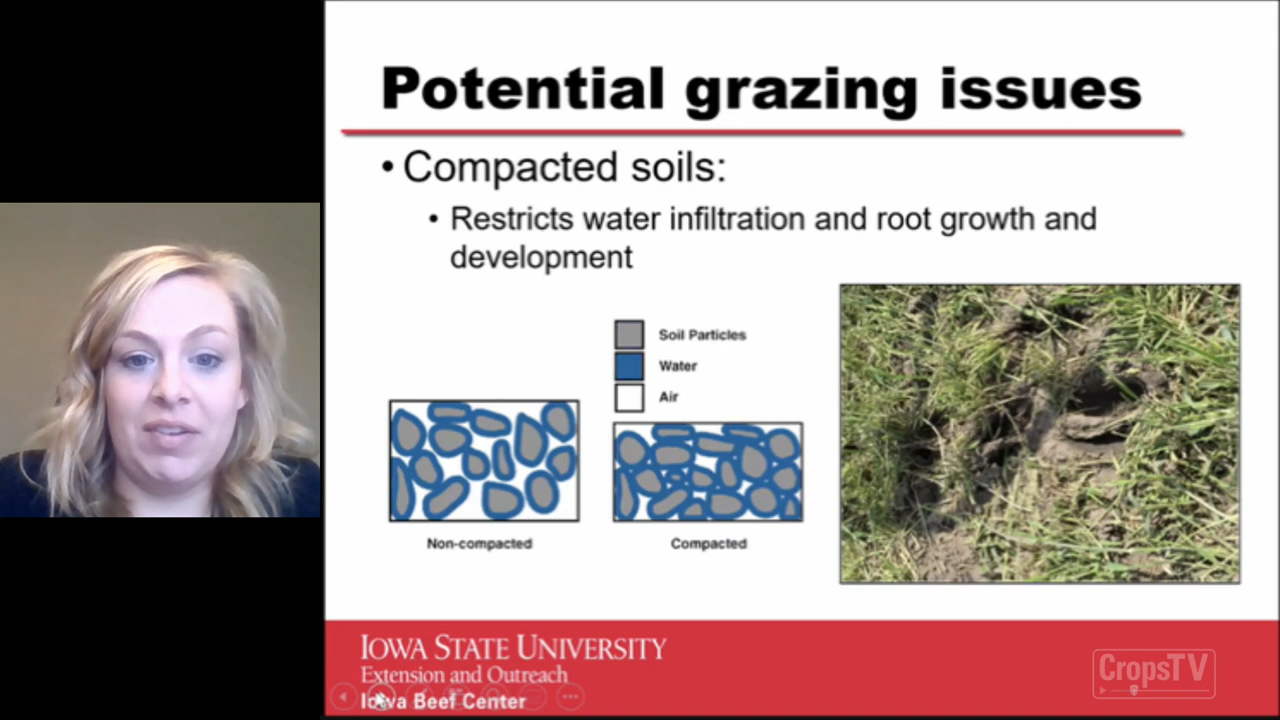 Potential grazing issues
• Compacted soils:
• Restricts water infiltration and root growth and
development
Soil Particles
Water
Air
Non-compacted
Compacted
IOWA STATE UNIVERSITY
Extension and Outreach
Iowa Beef Center
CropsTV